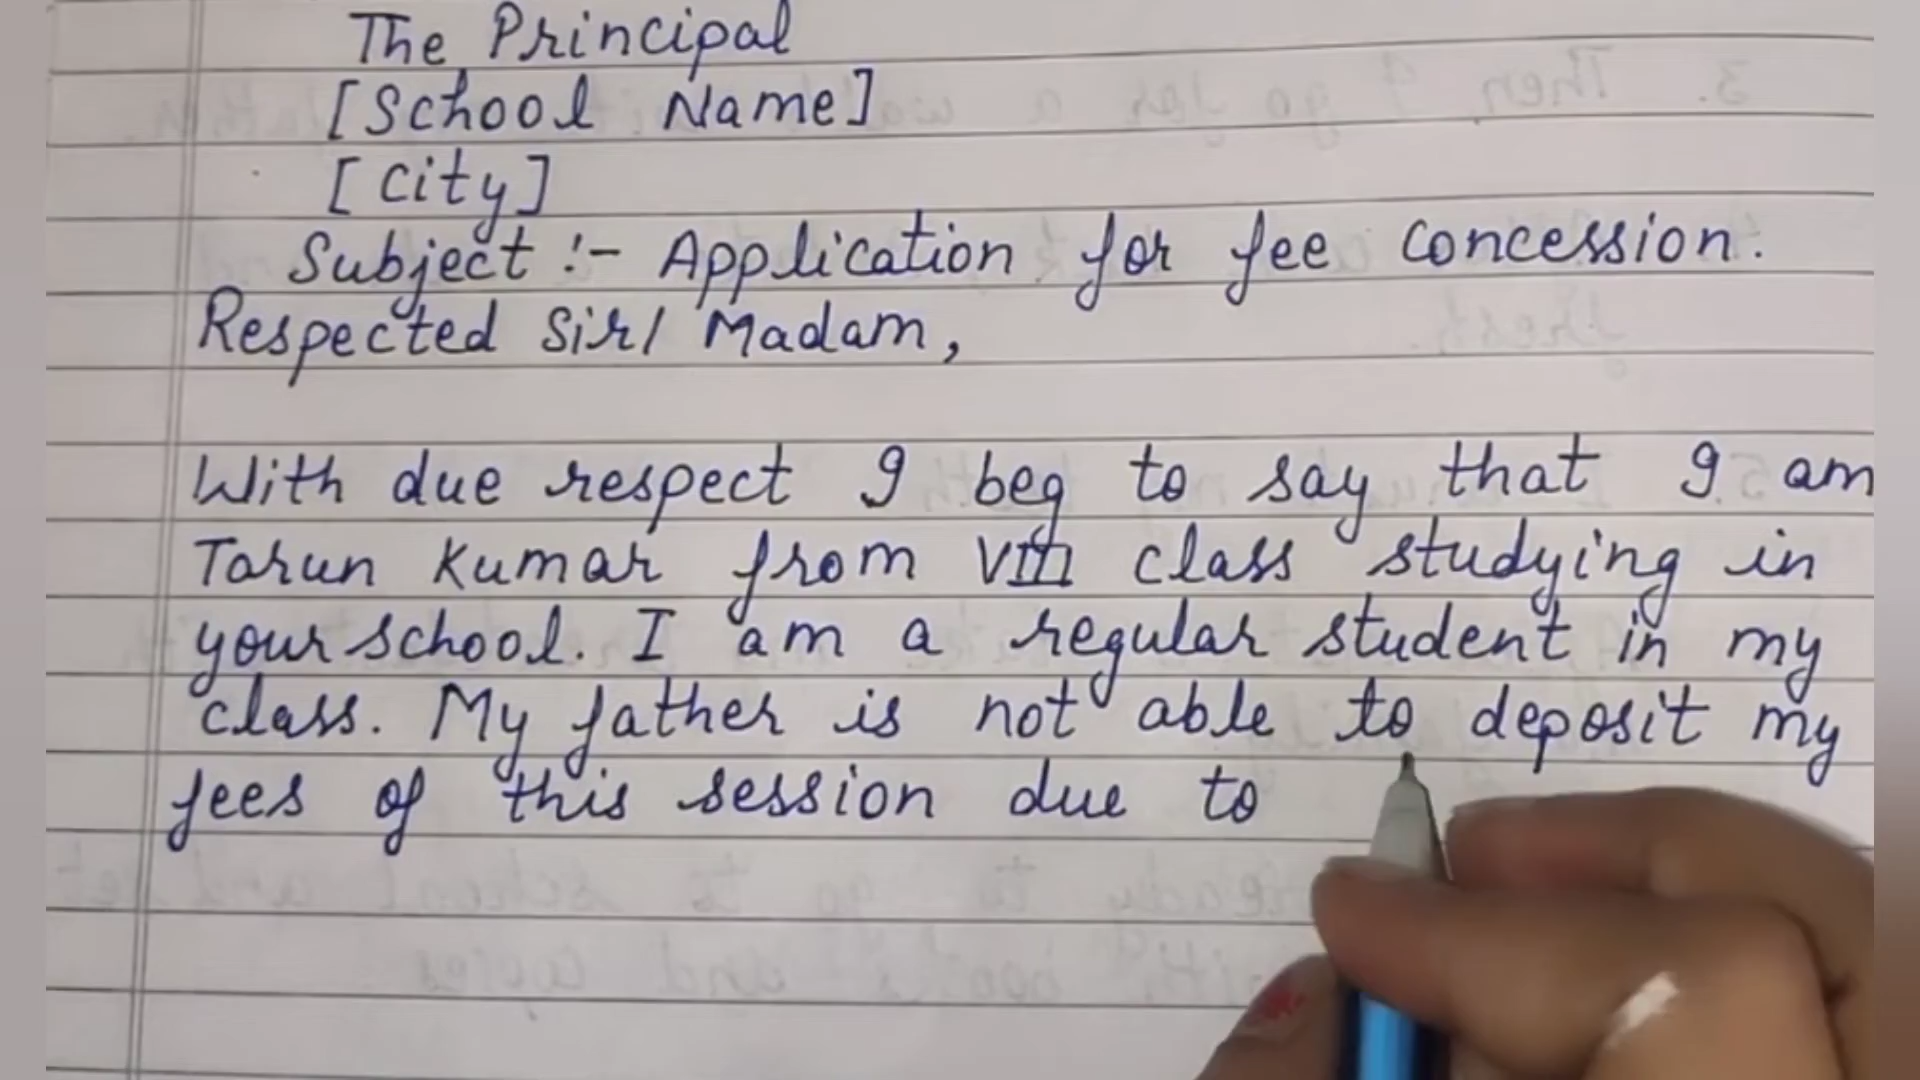 The Principal
[School Name]
[City]
Subject :- Application for fee concession.
Respected Sir/ Madam,
With due respect I beg to say that I am
Tarun Kumar from VIII class studying in
your school. I am a regular student in my
class. My father is not able to deposit my
fees of this session due to